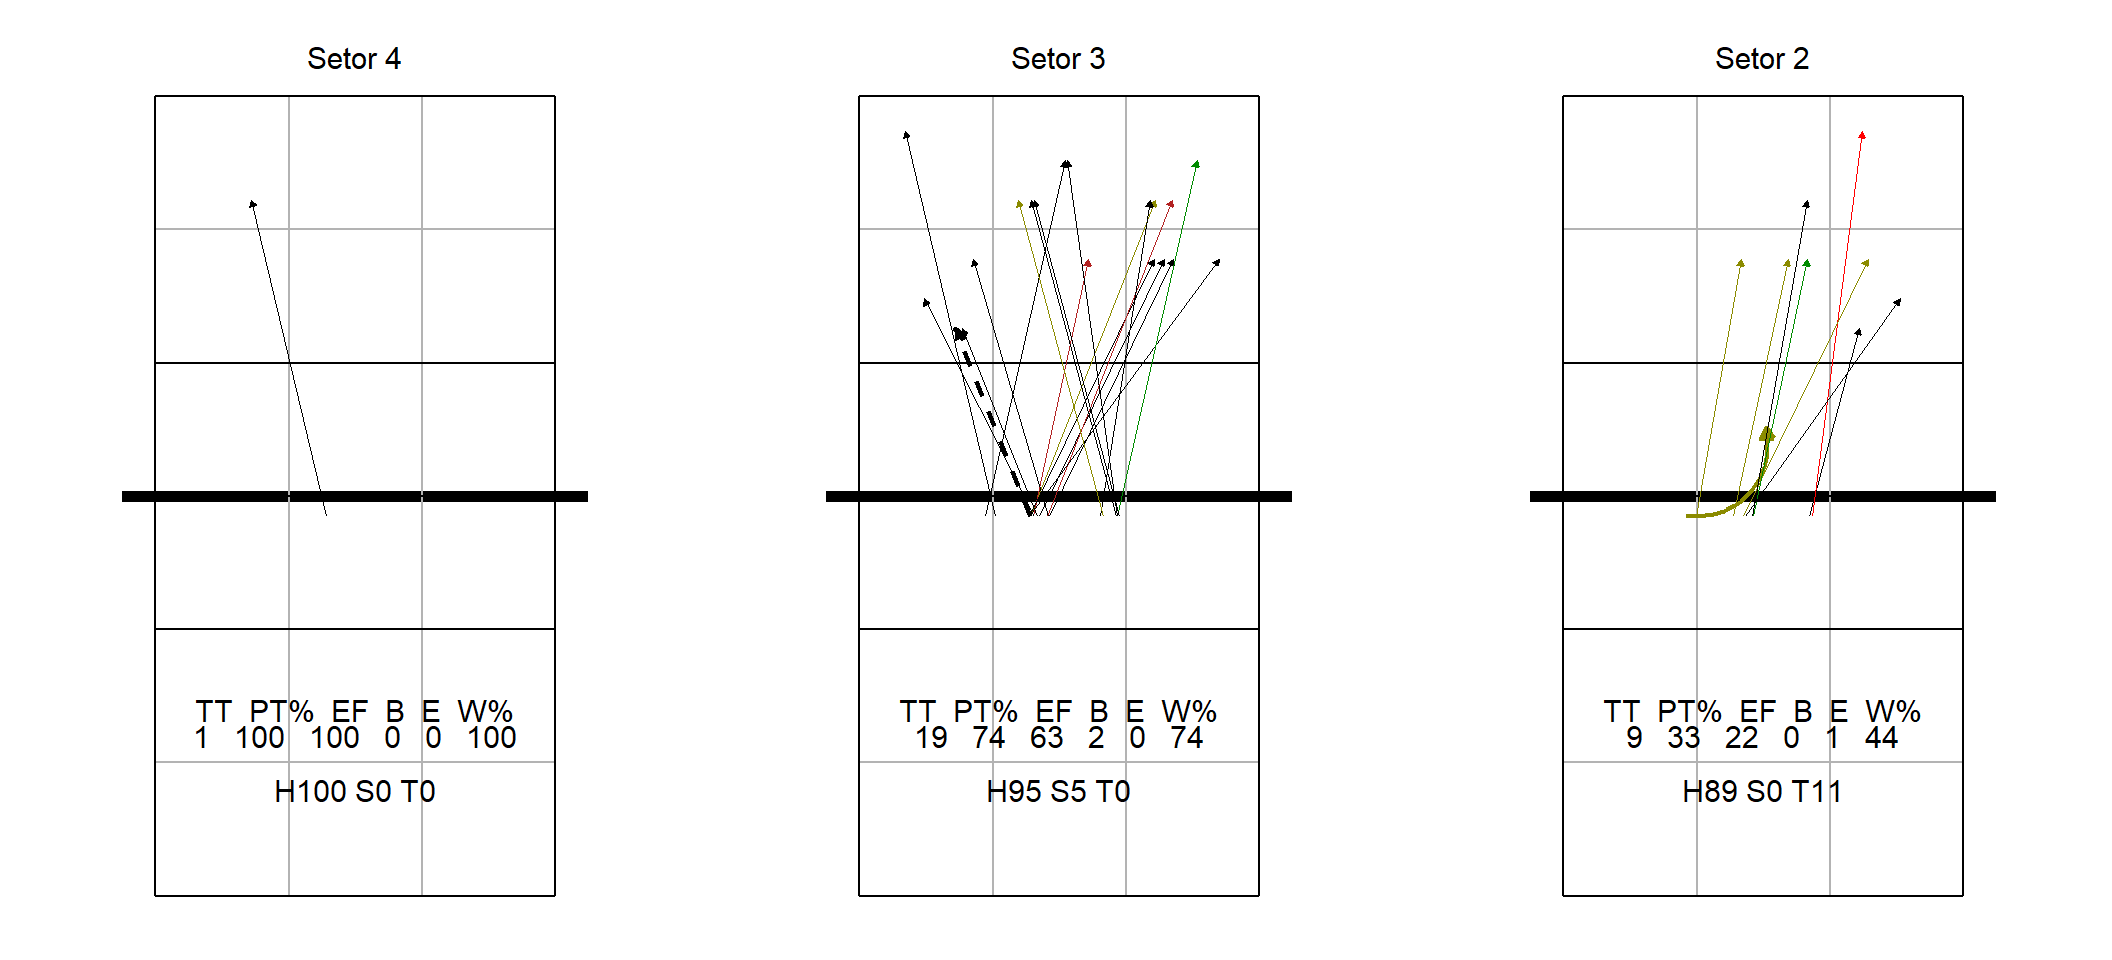 Setor 4
TT PT% EF B E W%
1 100 100 0 0 100
H100 S0 T0
Setor 3
TT PT% EF B E W%
19 74 63 2 0 74
H95 S5 T0
Setor 2
TT PT% EF B E W%
9 33 22 0 1 44
H89 S0 T11